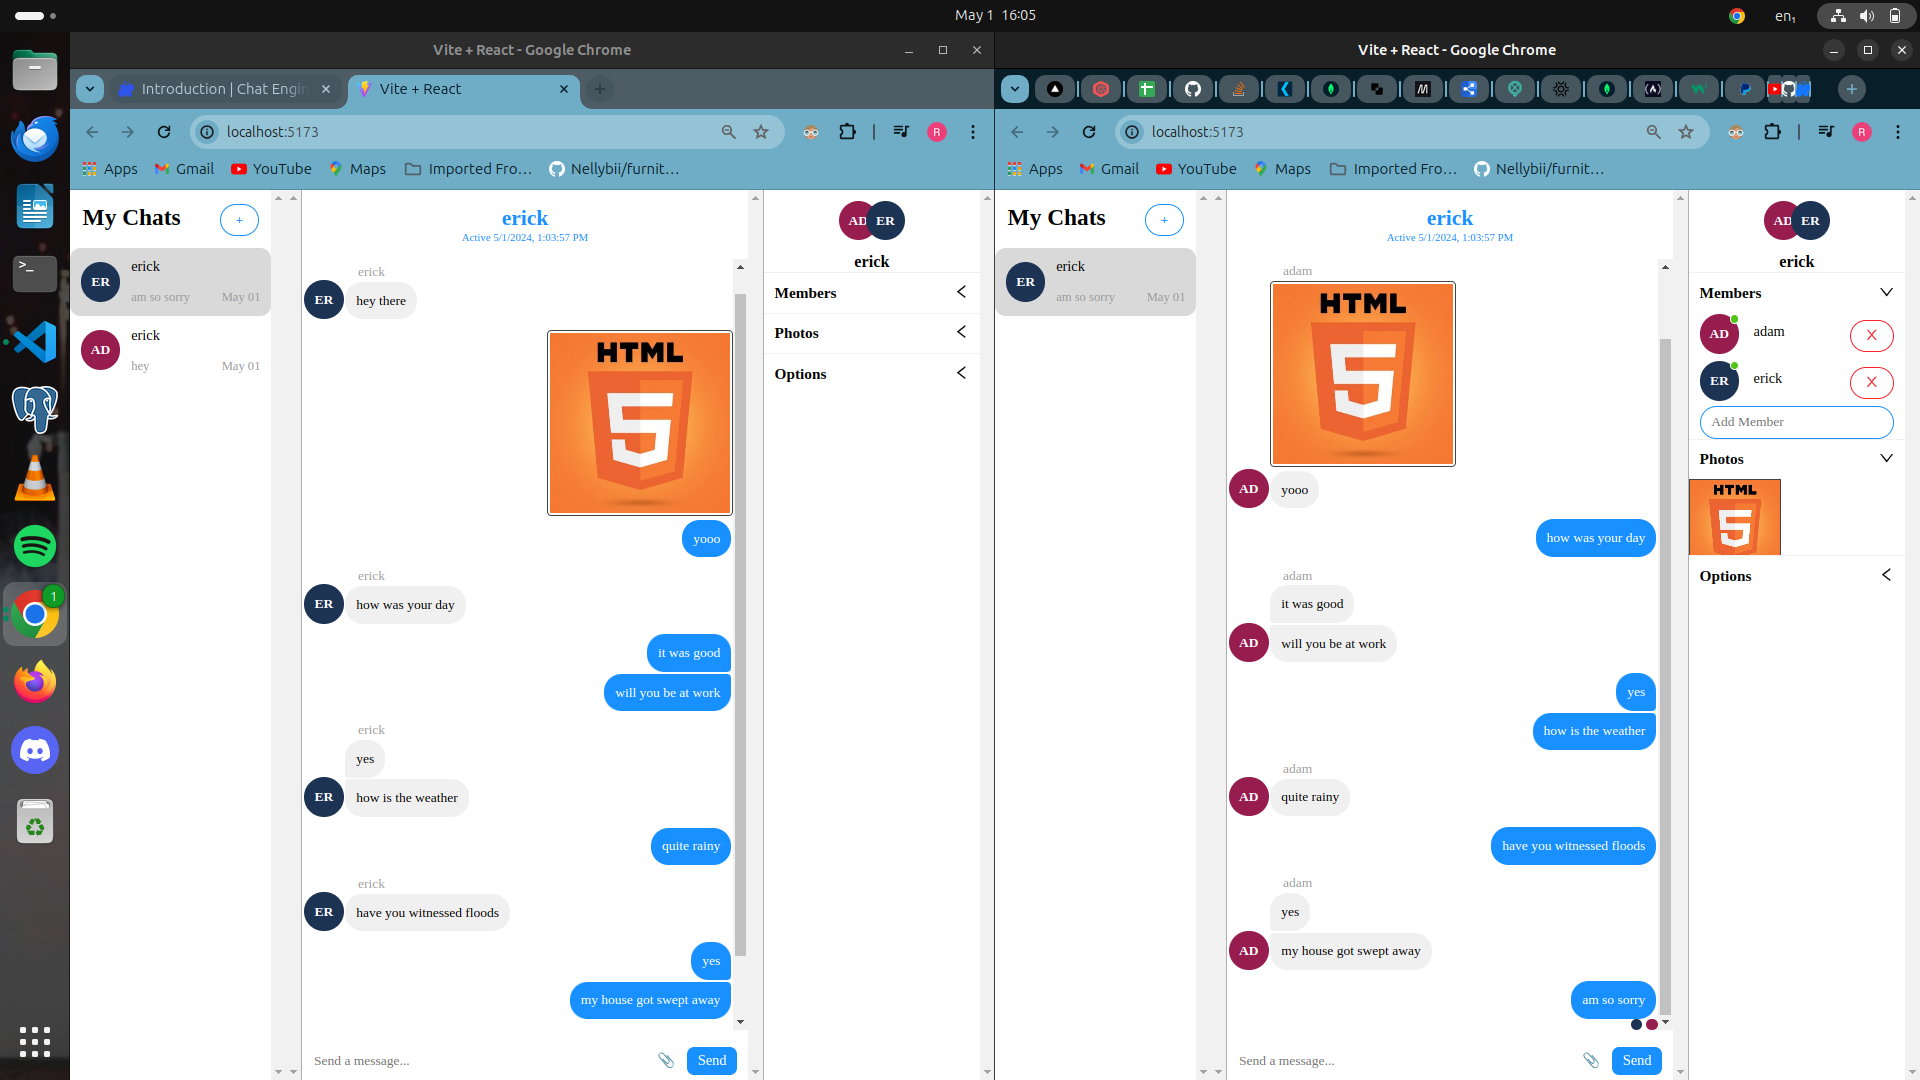 May 1 16:05
en₁
Vite + React - Google Chrome
Introduction | Chat Engin
Vite + React
localhost:5173
R
Apps
Gmail
YouTube
Maps
Imported Fro…
Nellybii/furnit…
My Chats
+
ER
erick
am so sorry
May 01
AD
erick
hey
May 01
erick
Active 5/1/2024, 1:03:57 PM
erick
ER
hey there
HTML
5
yooo
erick
ER
how was your day
it was good
will you be at work
erick
yes
ER
how is the weather
quite rainy
erick
ER
have you witnessed floods
yes
my house got swept away
Send a message...
Send
AD
ER
erick
Members
Photos
Options
Vite + React - Google Chrome
localhost:5173
R
Apps
Gmail
YouTube
Maps
Imported Fro…
Nellybii/furnit…
My Chats
+
ER
erick
am so sorry
May 01
erick
Active 5/1/2024, 1:03:57 PM
adam
HTML
5
AD
yooo
how was your day
adam
it was good
AD
will you be at work
yes
how is the weather
adam
AD
quite rainy
have you witnessed floods
adam
yes
AD
my house got swept away
am so sorry
Send a message...
Send
AD
ER
erick
Members
AD
adam
X
ER
erick
X
Add Member
Photos
HTML
5
Options
>_
1